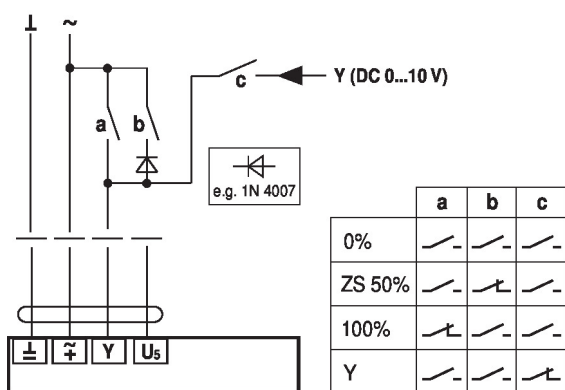 ⊥ ~
a b c Y (DC 0...10 V)
e.g. 1N 4007
a b c
0%
ZS 50%
100%
Y
⊥ ~+ Y U5